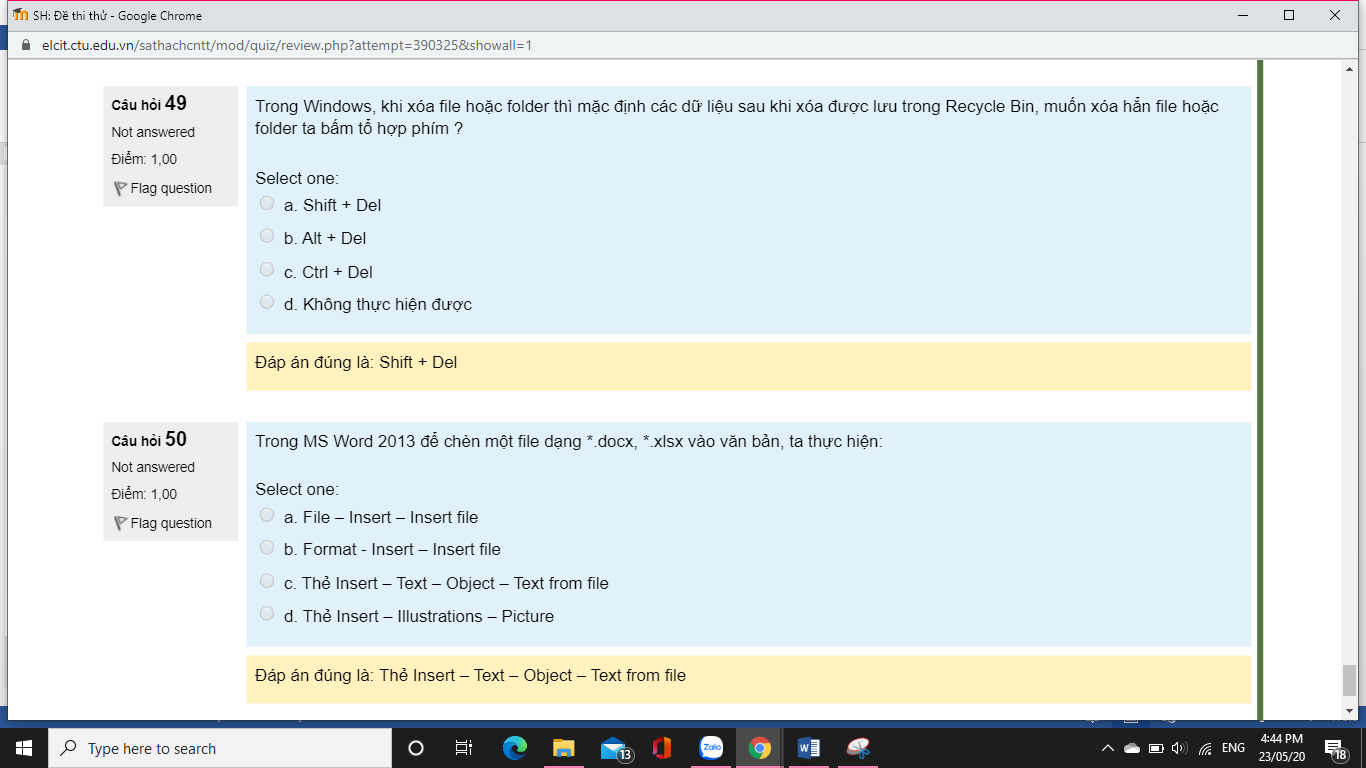 SH: Đề thi thử - Google Chrome
elcit.ctu.edu.vn/sathachcntt/mod/quiz/review.php?attempt=390325&showall=1
Câu hỏi 49
Not answered
Điểm: 1,00
Flag question
Trong Windows, khi xóa file hoặc folder thì mặc định các dữ liệu sau khi xóa được lưu trong Recycle Bin, muốn xóa hẳn file hoặc
folder ta bấm tổ hợp phím ?
Select one:
a. Shift + Del
b. Alt + Del
c. Ctrl + Del
d. Không thực hiện được
Đáp án đúng là: Shift + Del
Câu hỏi 50
Not answered
Điểm: 1,00
Flag question
Trong MS Word 2013 để chèn một file dạng *.docx, *.xlsx vào văn bản, ta thực hiện:
Select one:
a. File – Insert – Insert file
b. Format - Insert – Insert file
c. Thẻ Insert – Text – Object – Text from file
d. Thẻ Insert – Illustrations – Picture
Đáp án đúng là: Thẻ Insert – Text – Object – Text from file
Type here to search
13
Zalo
ENG
4:44 PM
23/05/20
18